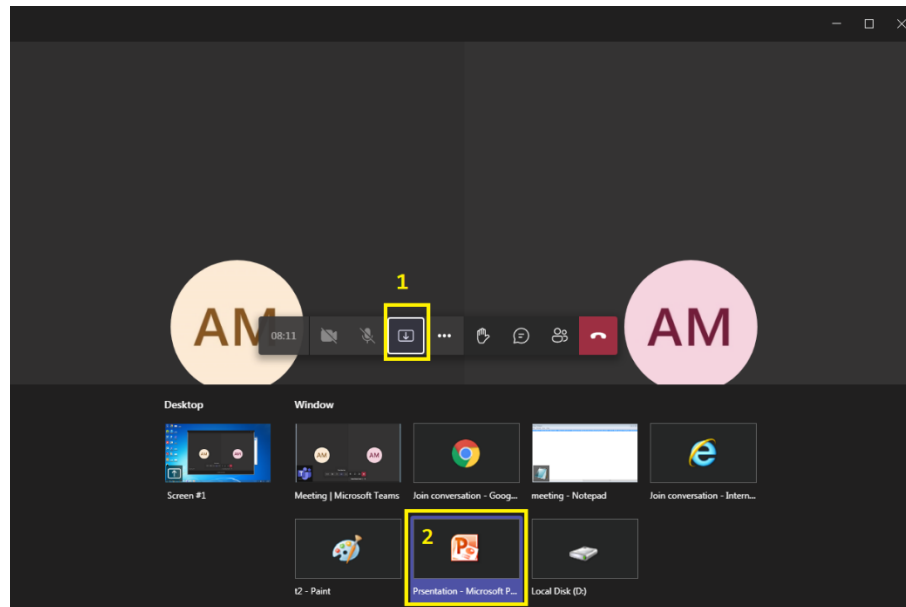 1
AM
08:11
AM
Desktop
Window
AM
AM
Screen #1
Meeting | Microsoft Teams
Join conversation - Goog...
meeting - Notepad
Join conversation - Intern...
2
t2 - Paint
Prsentation - Microsoft P...
Local Disk (D:)